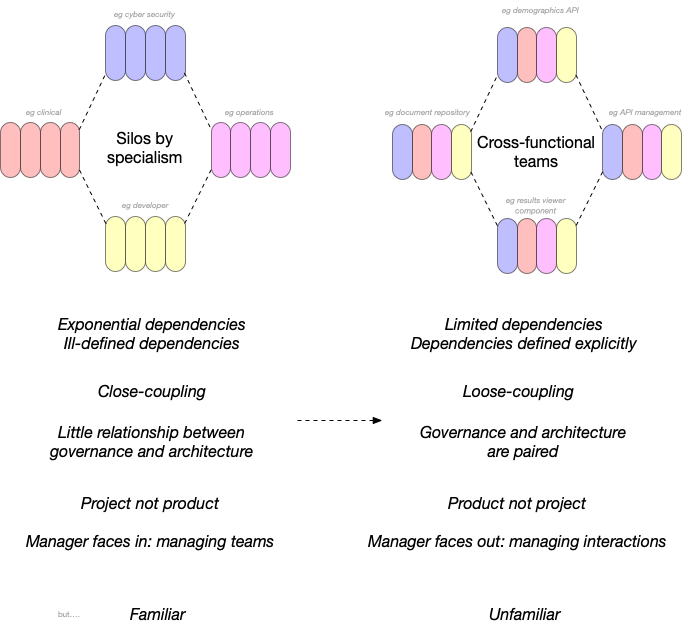 eg cyber security
eg clinical
eg operations
Silos by
specialism
eg developer
eg demographics API
eg document repository
eg API management
Cross-functional
teams
eg results viewer
component
Exponential dependencies
Ill-defined dependencies
Limited dependencies
Dependencies defined explicitly
Close-coupling
Loose-coupling
Little relationship between
governance and architecture
Governance and architecture
are paired
Project not product
Product not project
Manager faces in: managing teams
Manager faces out: managing interactions
but....
Familiar
Unfamiliar